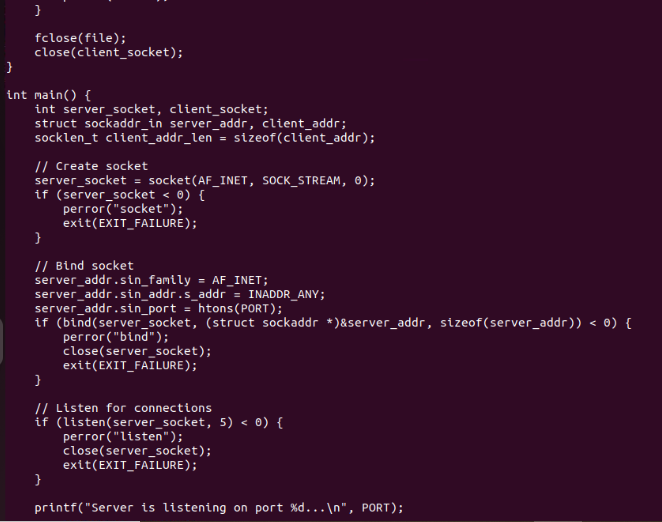 }

    fclose(file);
    close(client_socket);
}

int main() {
    int server_socket, client_socket;
    struct sockaddr_in server_addr, client_addr;
    socklen_t client_addr_len = sizeof(client_addr);

    // Create socket
    server_socket = socket(AF_INET, SOCK_STREAM, 0);
    if (server_socket < 0) {
        perror("socket");
        exit(EXIT_FAILURE);
    }

    // Bind socket
    server_addr.sin_family = AF_INET;
    server_addr.sin_addr.s_addr = INADDR_ANY;
    server_addr.sin_port = htons(PORT);
    if (bind(server_socket, (struct sockaddr *)&server_addr, sizeof(server_addr)) < 0) {
        perror("bind");
        close(server_socket);
        exit(EXIT_FAILURE);
    }

    // Listen for connections
    if (listen(server_socket, 5) < 0) {
        perror("listen");
        close(server_socket);
        exit(EXIT_FAILURE);
    }

    printf("Server is listening on port %d...\n", PORT);